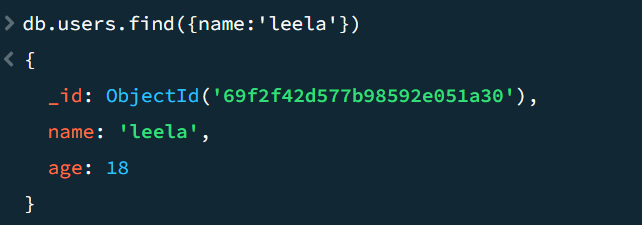 > db.users.find({name:'leela'})
< {
_id: ObjectId('69f2f42d577b98592e051a30'),
name: 'leela',
age: 18
}